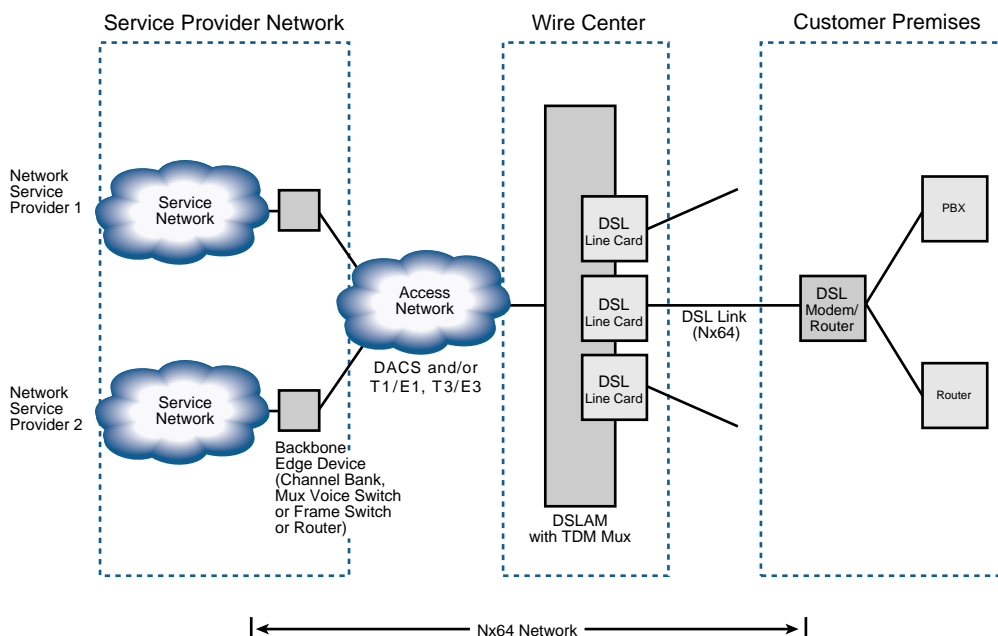 Service Provider Network
Wire Center
Customer Premises
Network
Service
Provider 1
Service
Network
DSL
Line Card
PBX
Access
Network
DSL
Line Card
DSL Link
(Nx64)
DSL
Modem/
Router
DACS and/or
T1/E1, T3/E3
DSL
Line Card
Network
Service
Provider 2
Service
Network
Router
Backbone
Edge Device
(Channel Bank,
Mux Voice Switch
or Frame Switch
or Router)
DSLAM
with TDM Mux
Nx64 Network